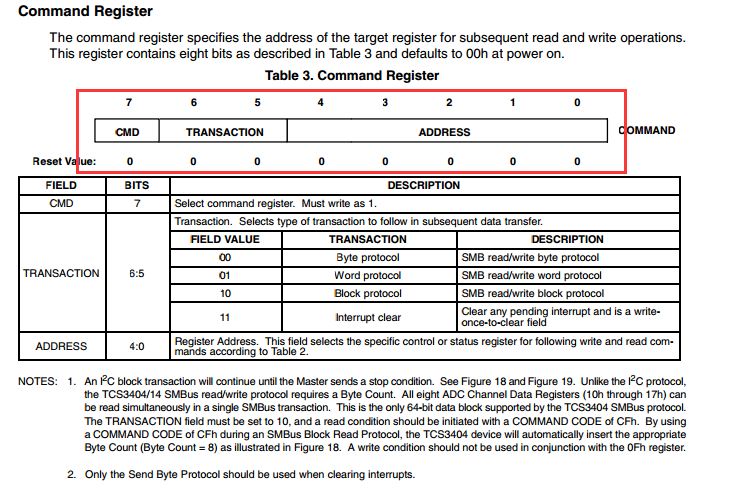 Command Register
The command register specifies the address of the target register for subsequent read and write operations.
This register contains eight bits as described in Table 3 and defaults to 00h at power on.
Table 3. Command Register
7 6 5 4 3 2 1 0
CMD TRANSACTION ADDRESS COMMAND
Reset Value: 0 0 0 0 0 0 0 0
FIELD BITS DESCRIPTION
CMD 7 Select command register. Must write as 1.
Transaction. Selects type of transaction to follow in subsequent data transfer.
FIELD VALUE TRANSACTION DESCRIPTION
00 Byte protocol SMB read/write byte protocol
TRANSACTION 6:5 01 Word protocol SMB read/write word protocol
10 Block protocol SMB read/write block protocol
11 Interrupt clear Clear any pending interrupt and is a write-
once-to-clear field
ADDRESS 4:0 Register Address. This field selects the specific control or status register for following write and read com-
mands according to Table 2.
NOTES: 1. An I²C block transaction will continue until the Master sends a stop condition. See Figure 18 and Figure 19. Unlike the I²C protocol,
the TCS3404/14 SMBus read/write protocol requires a Byte Count. All eight ADC Channel Data Registers (10h through 17h) can
be read simultaneously in a single SMBus transaction. This is the only 64-bit data block supported by the TCS3404 SMBus protocol.
The TRANSACTION field must be set to 10, and a read condition should be initiated with a COMMAND CODE of CFh. By using
a COMMAND CODE of CFh during an SMBus Block Read Protocol, the TCS3404 device will automatically insert the appropriate
Byte Count (Byte Count = 8) as illustrated in Figure 18. A write condition should not be used in conjunction with the 0Fh register.
2. Only the Send Byte Protocol should be used when clearing interrupts.